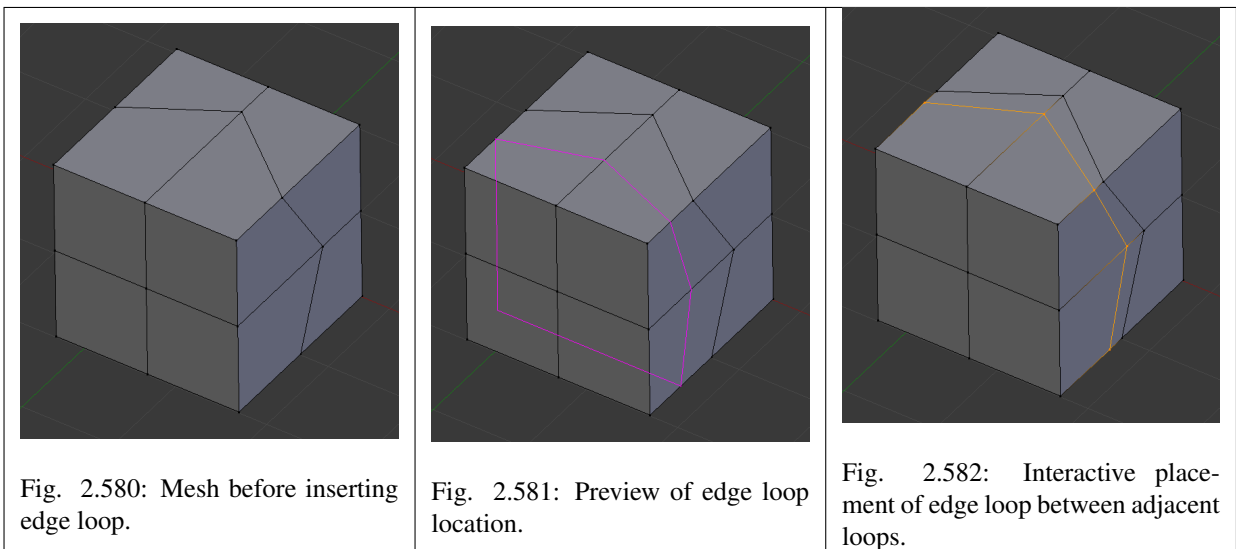 Fig. 2.580: Mesh before inserting
edge loop.
Fig. 2.581: Preview of edge loop
location.
Fig. 2.582: Interactive place-
ment of edge loop between adjacent
loops.